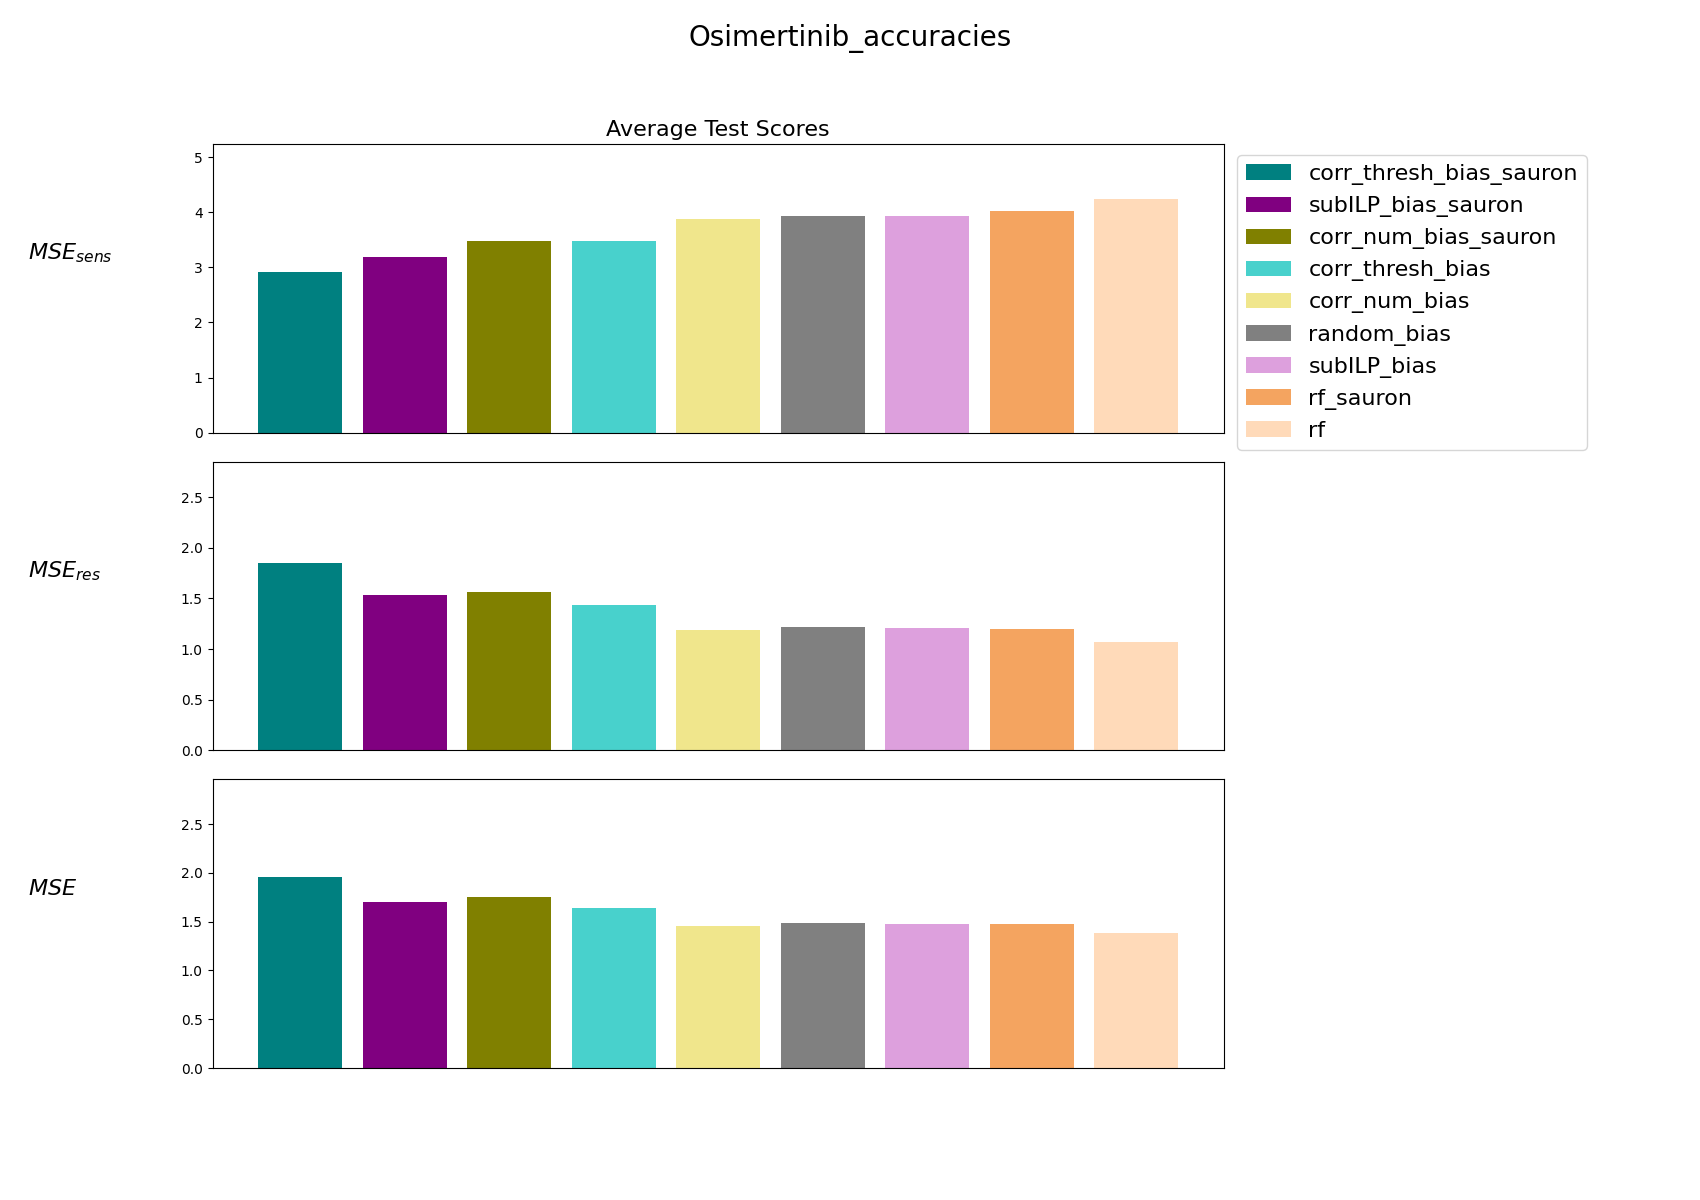 Osimertinib_accuracies
Average Test Scores
MSE_sens
5
4
3
2
1
0
corr_thresh_bias_sauron
subILP_bias_sauron
corr_num_bias_sauron
corr_thresh_bias
corr_num_bias
random_bias
subILP_bias
rf_sauron
rf
MSE_res
2.5
2.0
1.5
1.0
0.5
0.0
MSE
2.5
2.0
1.5
1.0
0.5
0.0